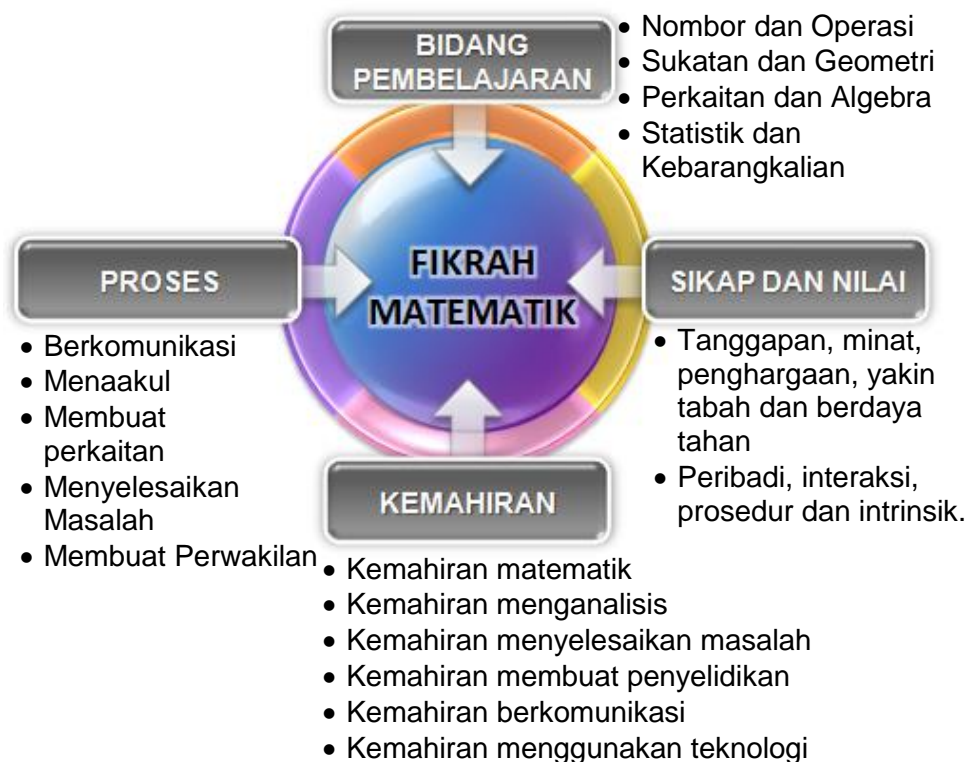 BIDANG
PEMBELAJARAN
• Nombor dan Operasi
• Sukatan dan Geometri
• Perkaitan dan Algebra
• Statistik dan
Kebarangkalian
FIKRAH
MATEMATIK
PROSES
• Berkomunikasi
• Menaakul
• Membuat
perkaitan
• Menyelesaikan
Masalah
• Membuat Perwakilan
SIKAP DAN NILAI
• Tanggapan, minat,
penghargaan, yakin
tabah dan berdaya
tahan
• Peribadi, interaksi,
prosedur dan intrinsik.
KEMAHIRAN
• Kemahiran matematik
• Kemahiran menganalisis
• Kemahiran menyelesaikan masalah
• Kemahiran membuat penyelidikan
• Kemahiran berkomunikasi
• Kemahiran menggunakan teknologi